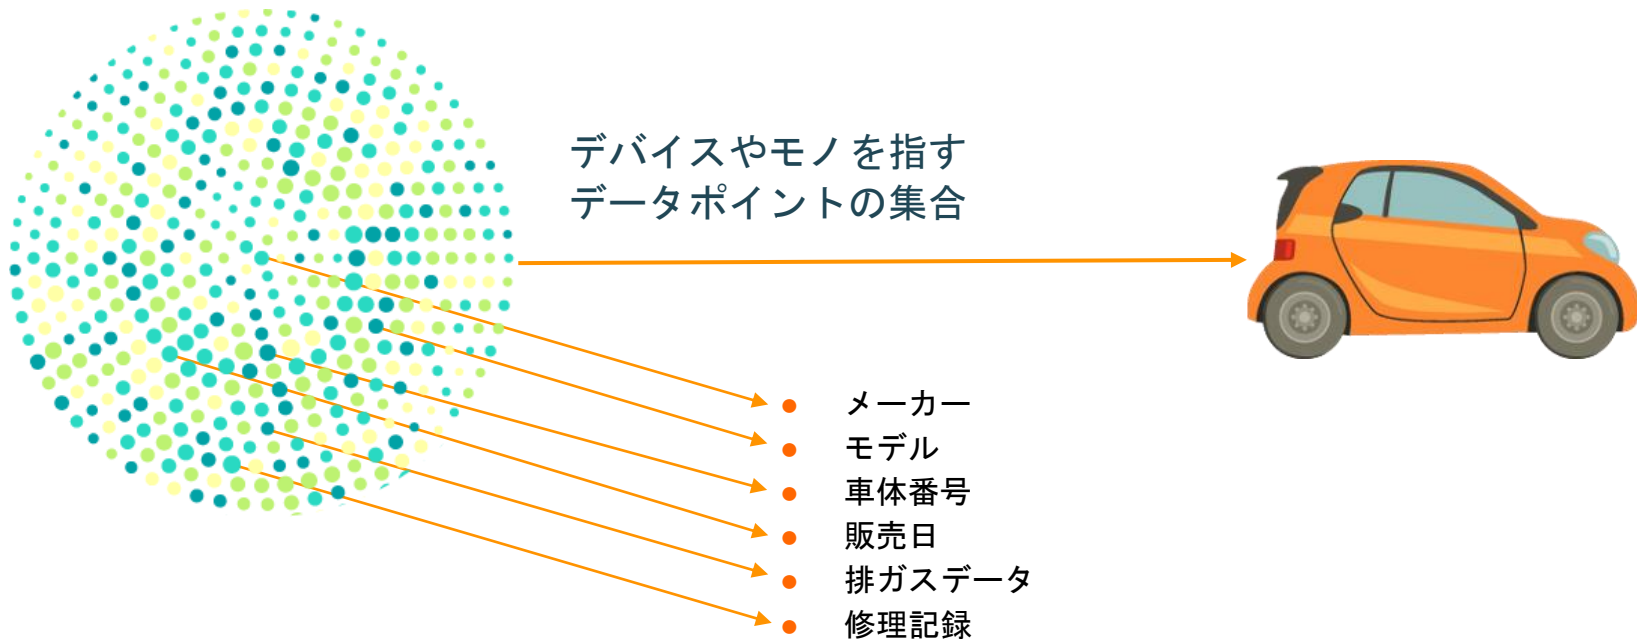 デバイスやモノを指す
データポイントの集合
メーカー
モデル
車体番号
販売日
排ガスデータ
修理記録